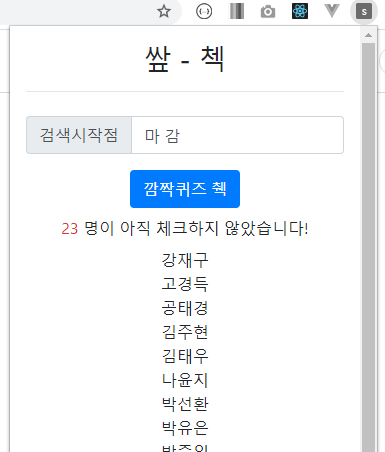 쌒 - 첵
검색시작점 마 감
깜짝퀴즈 첵
23 명이 아직 체크하지 않았습니다!
강재구
고경득
공태경
김주현
김태우
나윤지
박선환
박유은